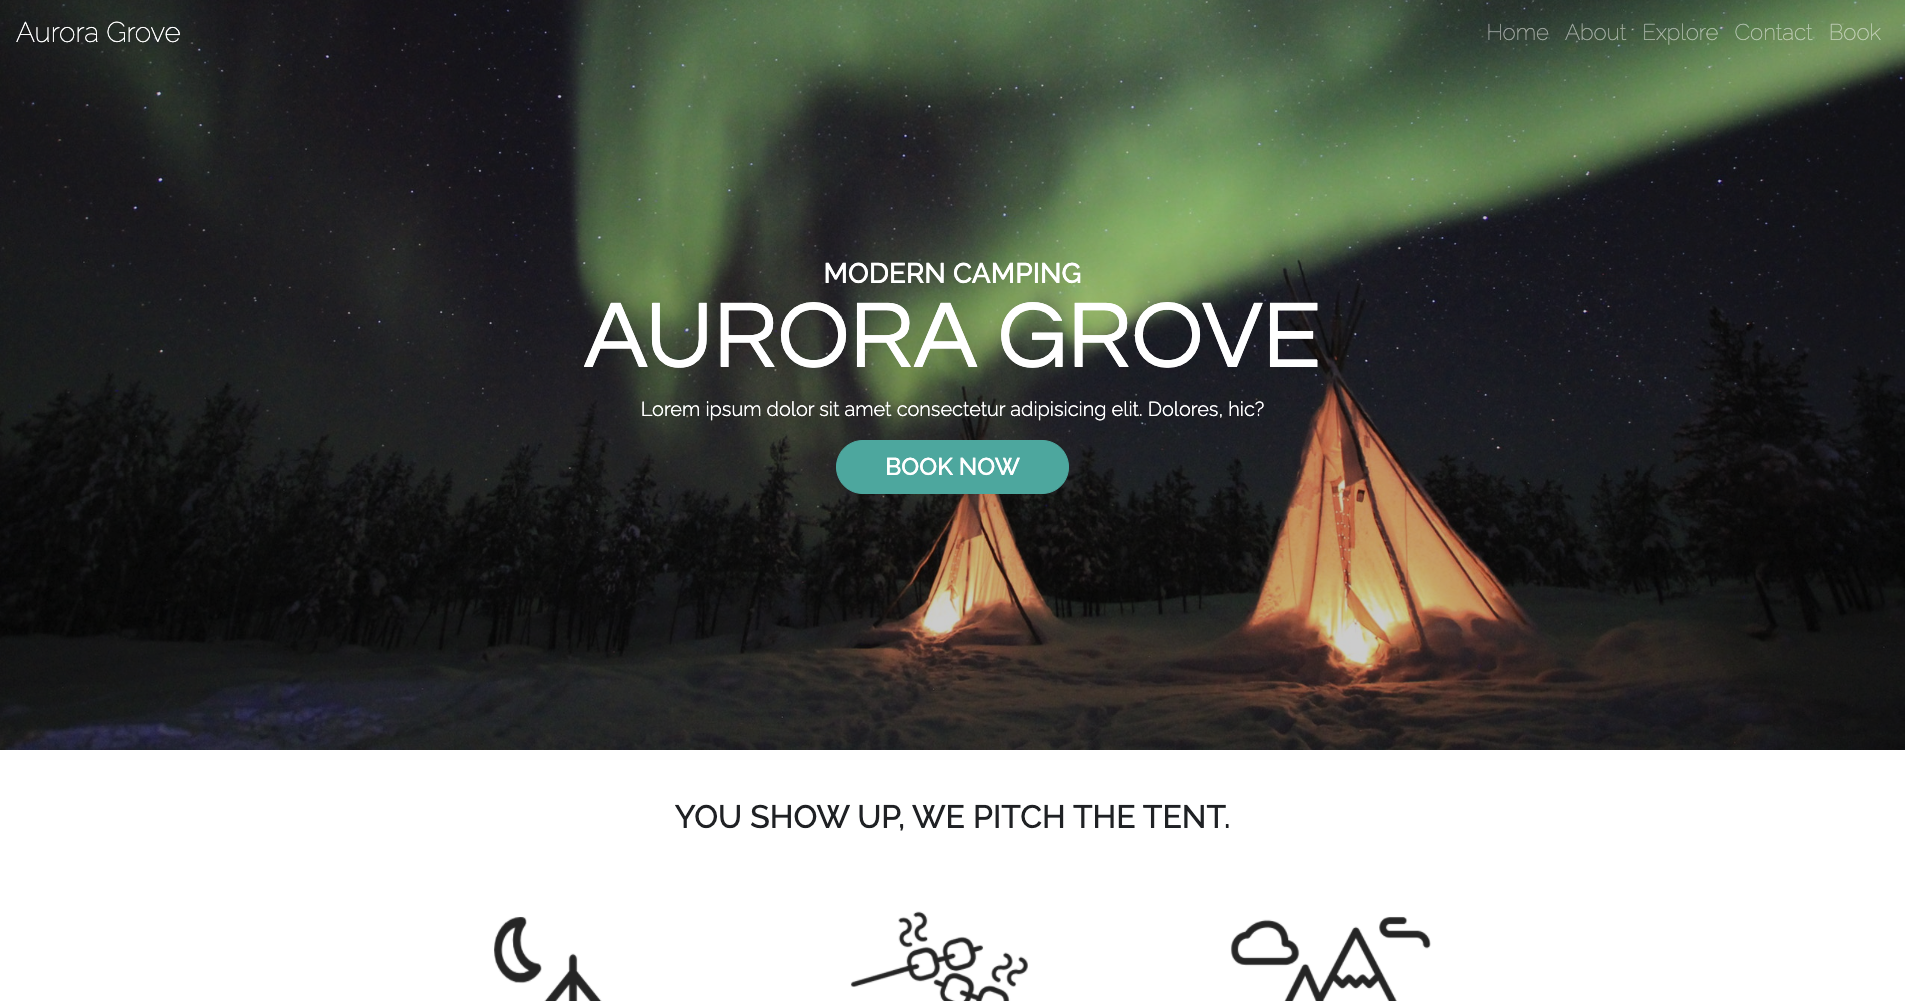 Aurora Grove
Home About Explore Contact Book
MODERN CAMPING
AURORA GROVE
Lorem ipsum dolor sit amet consectetur adipisicing elit. Dolores, hic?
BOOK NOW
YOU SHOW UP, WE PITCH THE TENT.